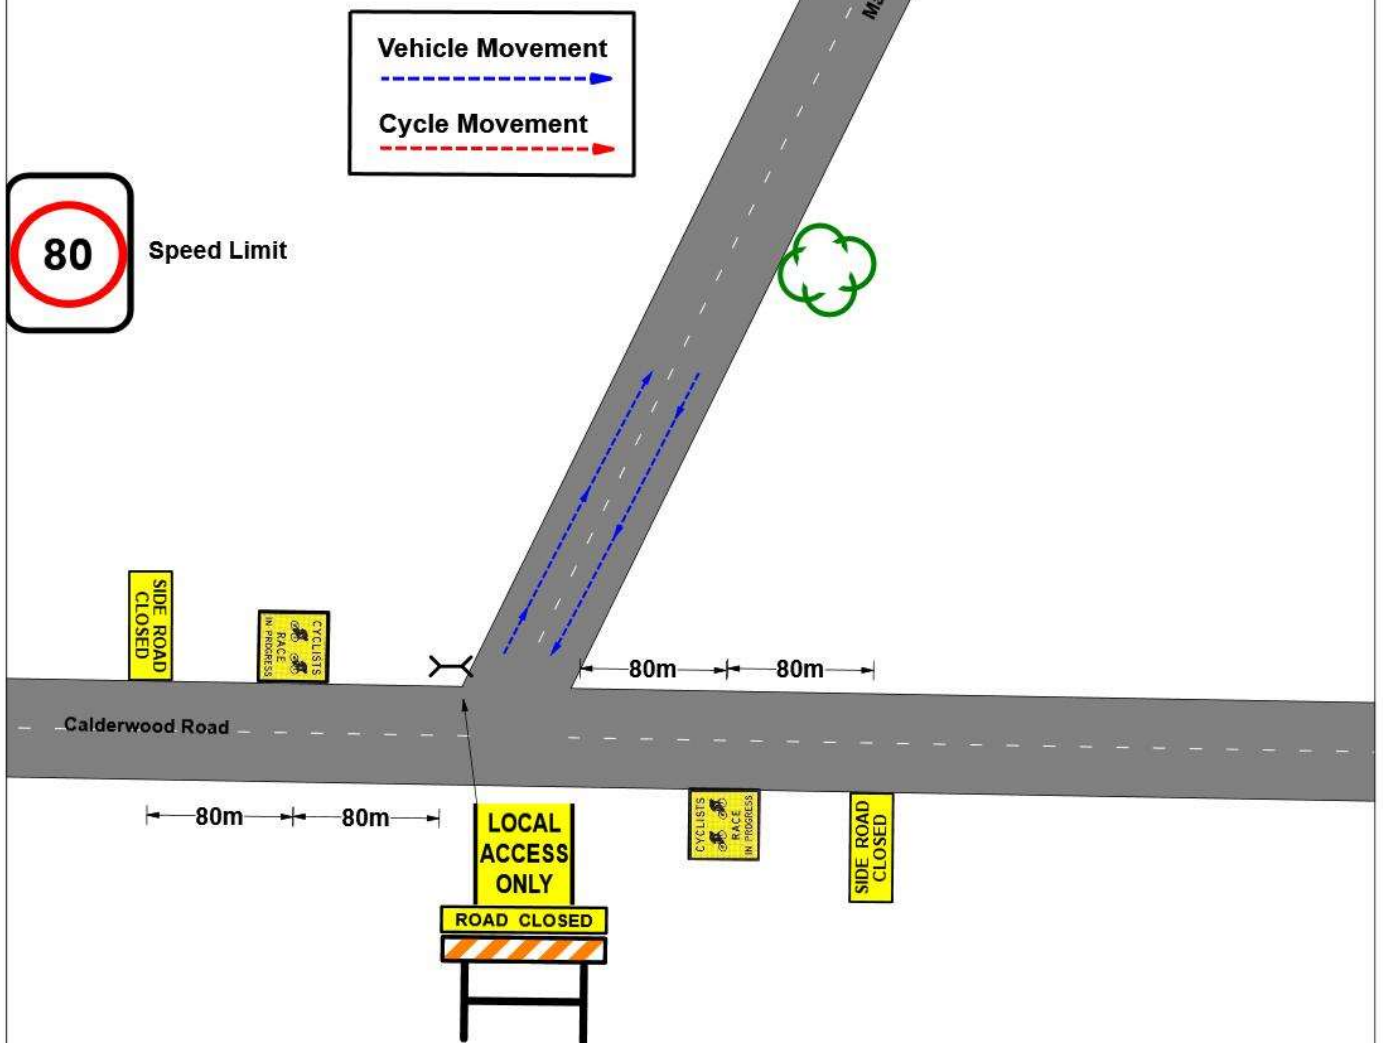 Vehicle Movement
Cycle Movement
80
Speed Limit
SIDE ROAD
CLOSED
CYCLISTS
RACE
IN PROGRESS
80m
80m
Calderwood Road
80m
80m
LOCAL
ACCESS
ONLY
ROAD CLOSED
CYCLISTS
RACE
IN PROGRESS
SIDE ROAD
CLOSED